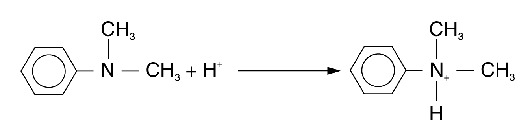 CH₃ CH₃
N — CH₃ + H⁺ N⁺ — CH₃
H